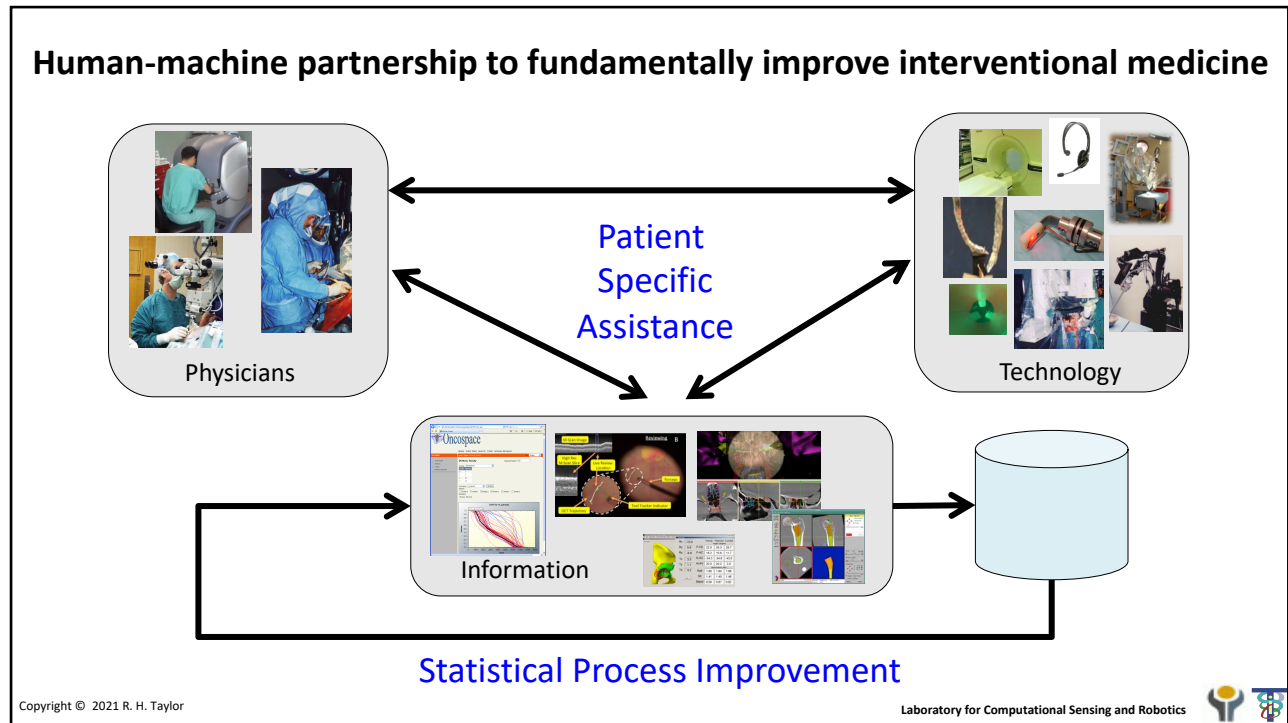 Human-machine partnership to fundamentally improve interventional medicine
Patient
Specific
Assistance
Physicians
Technology
Oncospace
Reviewing
Information
Statistical Process Improvement
Copyright © 2021 R. H. Taylor
Laboratory for Computational Sensing and Robotics